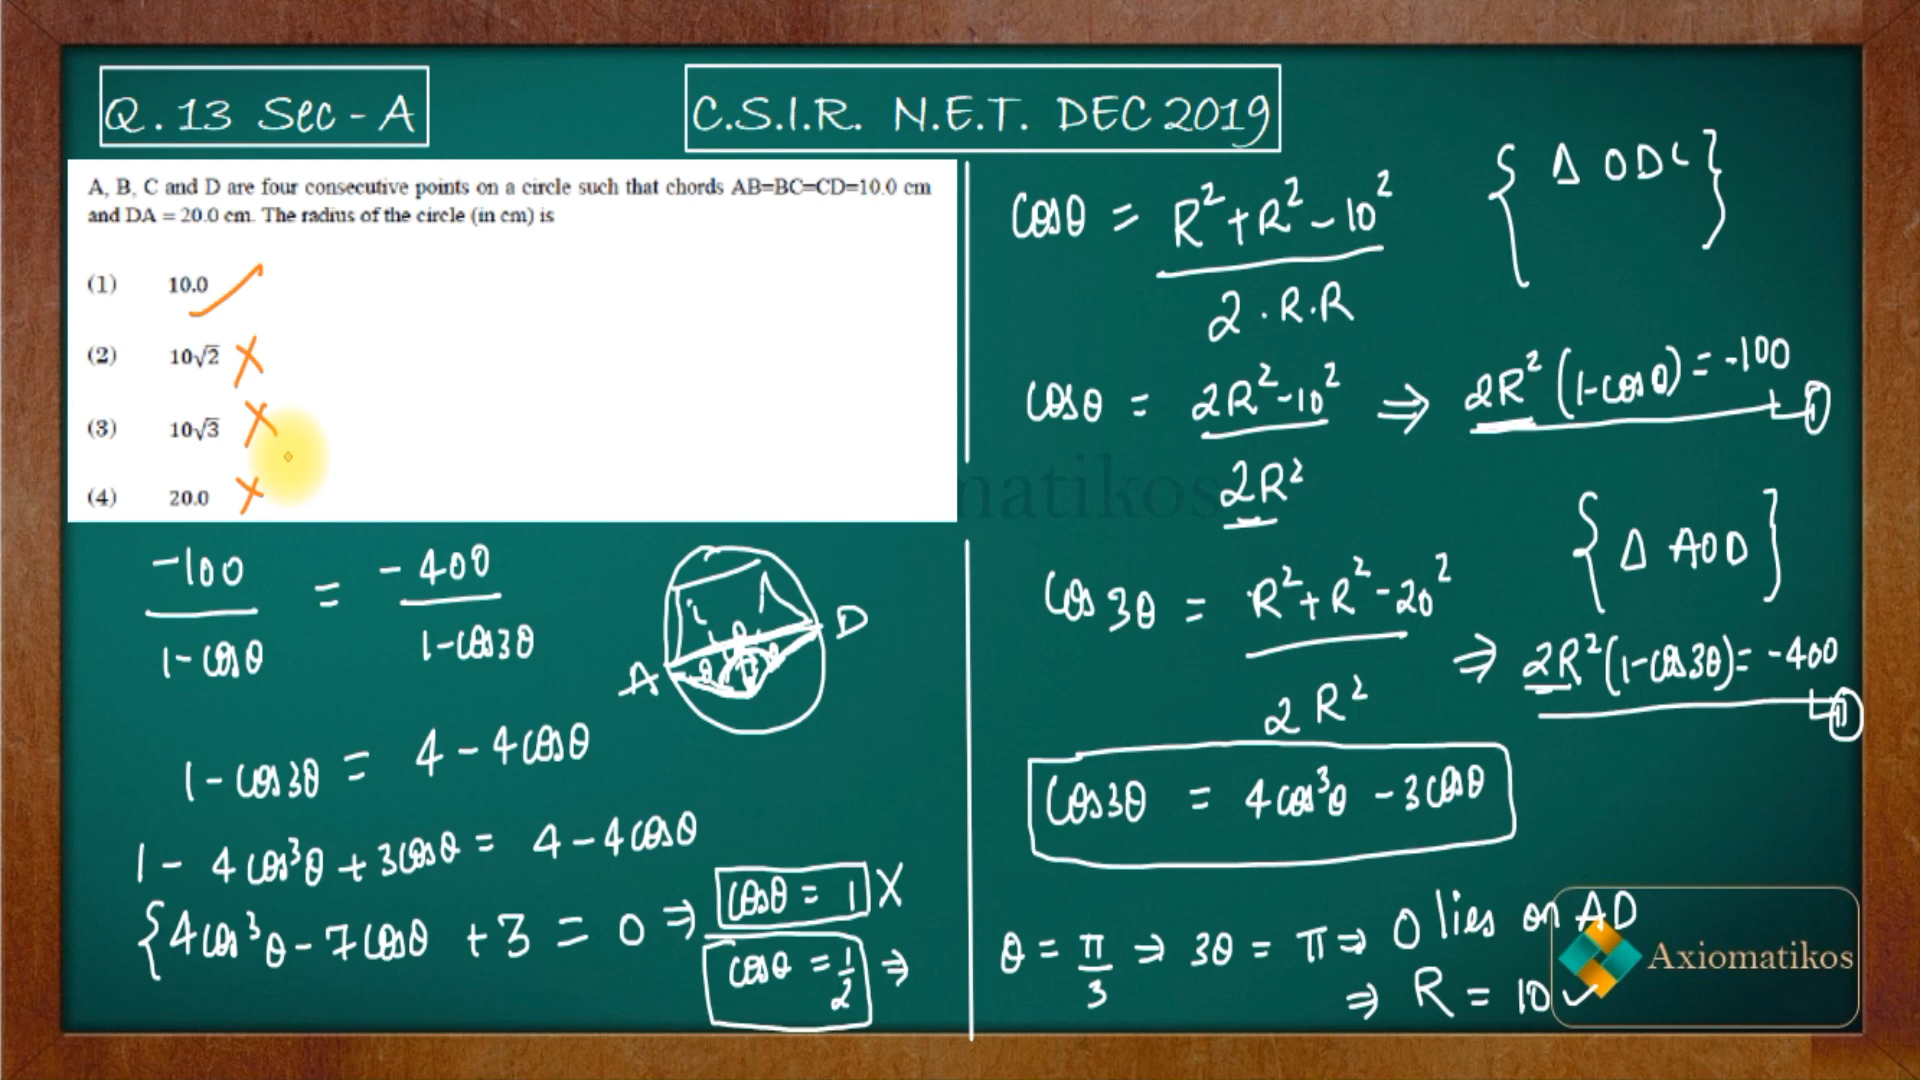 Q. 13 Sec - A
C.S.I.R. N.E.T. DEC 2019
A, B, C and D are four consecutive points on a circle such that chords AB=BC=CD=10.0 cm
and DA = 20.0 cm. The radius of the circle (in cm) is
(1) 10.0
(2) 10√2
(3) 10√3
(4) 20.0
-100/(1-cosθ) = -400/(1-cos3θ)
1-cos3θ = 4-4cosθ
1- 4cos³θ+3cosθ = 4-4cosθ
{4cos³θ-7cosθ +3 = 0 ⇒ cosθ = 1 X
cosθ = 1/2 ⇒
A
D
θ
cosθ = (R²+R²-10²)/(2.R.R) {Δ ODC}
cosθ = (2R²-10²)/(2R²) ⇒ 2R²(1-cosθ) = -100 (I)
cos3θ = (R²+R²-20²)/(2R²) {Δ AOD}
⇒ 2R²(1-cos3θ) = -400 (II)
cos3θ = 4cos³θ -3cosθ
θ = π/3 ⇒ 3θ = π ⇒ O lies on AD
⇒ R = 10 ✓
Axiomatikos
matikos